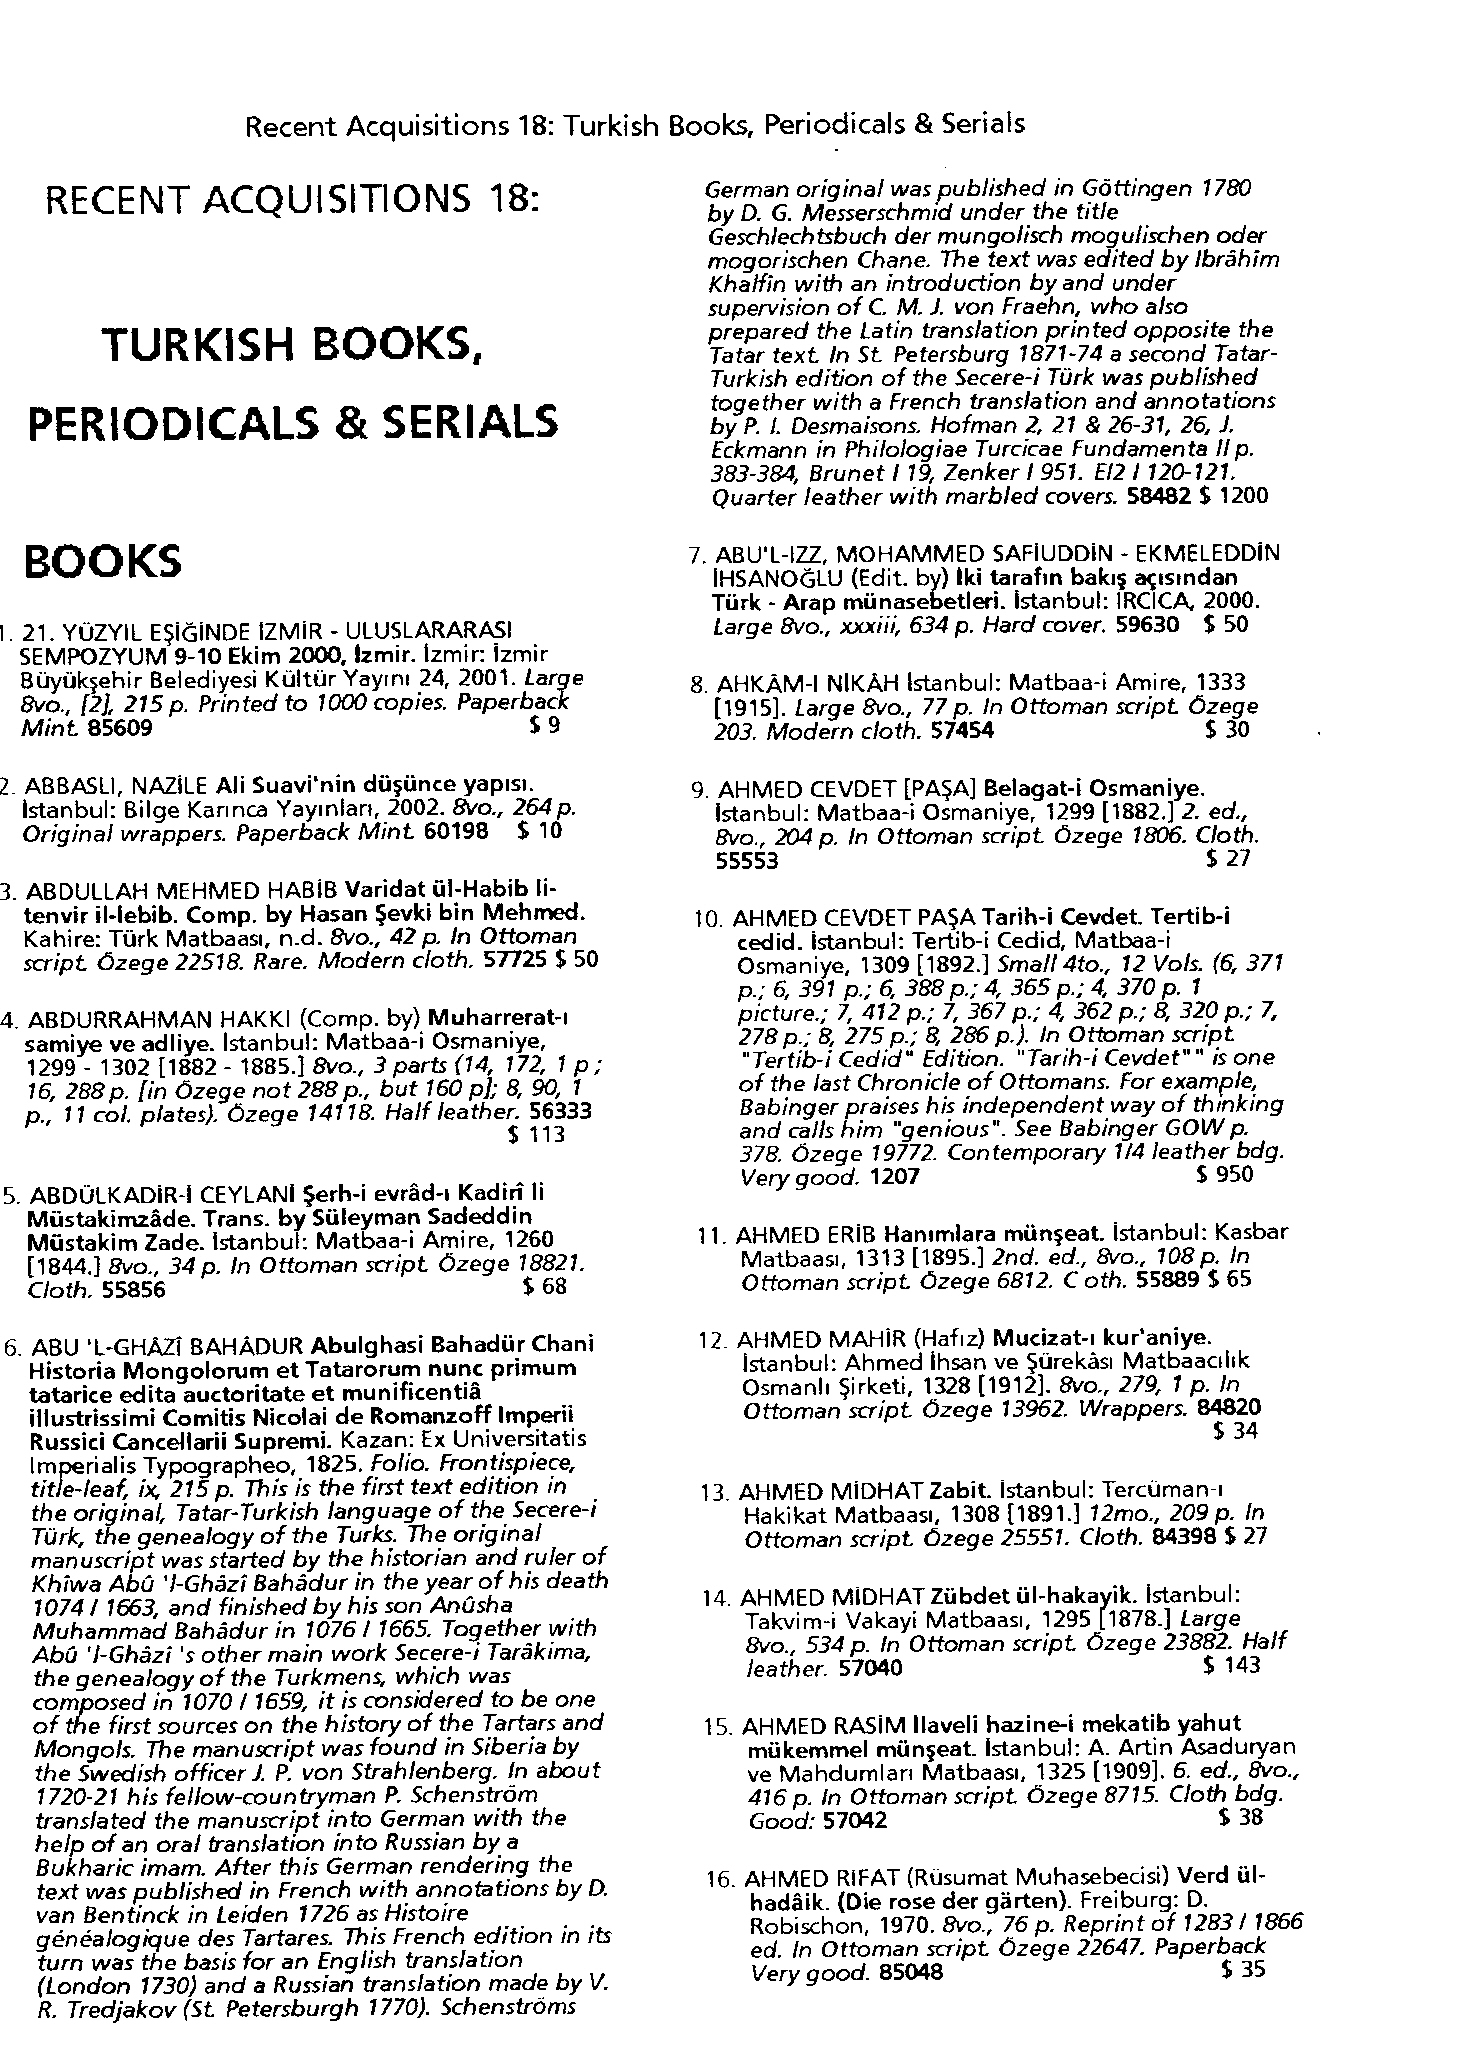 Recent Acquisitions 18: Turkish Books, Periodicals & Serials
RECENT ACQUISITIONS 18:
TURKISH BOOKS,
PERIODICALS & SERIALS
BOOKS
1. 21. YÜZYIL EŞİĞİNDE İZMİR - ULUSLARARASI
SEMPOZYUM 9-10 Ekim 2000, Izmir. İzmir: İzmir
Büyükşehir Belediyesi Kültür Yayını 24, 2001. Large
8vo., [2], 215 p. Printed to 1000 copies. Paperback
Mint. 85609 $ 9
2. ABBASLI, NAZİLE Ali Suavi'nin düşünce yapısı.
İstanbul: Bilge Karınca Yayınları, 2002. 8vo., 264 p.
Original wrappers. Paperback Mint. 60198 $ 10
3. ABDULLAH MEHMED HABİB Varidat ül-Habib li-
tenvir il-lebib. Comp. by Hasan Şevki bin Mehmed.
Kahire: Türk Matbaası, n.d. 8vo., 42 p. In Ottoman
script. Özege 22518. Rare. Modern cloth. 57725 $ 50
4. ABDURRAHMAN HAKKI (Comp. by) Muharrerat-ı
samiye ve adliye. Istanbul: Matbaa-i Osmaniye,
1299 - 1302 [1882 - 1885.] 8vo., 3 parts (14, 172, 1 p ;
16, 288 p. [in Özege not 288 p., but 160 p]; 8, 90, 1
p., 11 col. plates). Özege 14118. Half leather. 56333
$ 113
5. ABDÜLKADİR-İ CEYLANİ Şerh-i evrâd-ı Kadirî li
Müstakimzâde. Trans. by Süleyman Sadeddin
Müstakim Zade. Istanbul: Matbaa-i Amire, 1260
[1844.] 8vo., 34 p. In Ottoman script. Özege 18821.
Cloth. 55856 $ 68
6. ABU 'L-GHÂZÎ BAHÂDUR Abulghasi Bahadür Chani
Historia Mongolorum et Tatarorum nunc primum
tatarice edita auctoritate et munificentiâ
illustrissimi Comitis Nicolai de Romanzoff Imperii
Russici Cancellarii Supremi. Kazan: Ex Universitatis
Imperialis Typographeo, 1825. Folio. Frontispiece,
title-leaf, ix, 215 p. This is the first text edition in
the original, Tatar-Turkish language of the Secere-i
Türk, the genealogy of the Turks. The original
manuscript was started by the historian and ruler of
Khîwa Abû 'l-Ghâzî Bahâdur in the year of his death
1074 / 1663, and finished by his son Anûsha
Muhammad Bahâdur in 1076 / 1665. Together with
Abû 'l-Ghâzî 's other main work Secere-i Tarâkima,
the genealogy of the Turkmens, which was
composed in 1070 / 1659, it is considered to be one
of the first sources on the history of the Tartars and
Mongols. The manuscript was found in Siberia by
the Swedish officer J. P. von Strahlenberg. In about
1720-21 his fellow-countryman P. Schenström
translated the manuscript into German with the
help of an oral translation into Russian by a
Bukharic imam. After this German rendering the
text was published in French with annotations by D.
van Bentinck in Leiden 1726 as Histoire
généalogique des Tartares. This French edition in its
turn was the basis for an English translation
(London 1730) and a Russian translation made by V.
R. Tredjakov (St. Petersburgh 1770). Schenströms
German original was published in Göttingen 1780
by D. G. Messerschmid under the title
Geschlechtsbuch der mungolisch mogulischen oder
mogorischen Chane. The text was edited by Ibrâhim
Khalfin with an introduction by and under
supervision of C. M. J. von Fraehn, who also
prepared the Latin translation printed opposite the
Tatar text. In St. Petersburg 1871-74 a second Tatar-
Turkish edition of the Secere-i Türk was published
together with a French translation and annotations
by P. I. Desmaisons. Hofman 2, 21 & 26-31, 26, J.
Eckmann in Philologiae Turcicae Fundamenta II p.
383-384, Brunet I 19, Zenker I 951. EI2 I 120-121.
Quarter leather with marbled covers. 58482 $ 1200
7. ABU'L-IZZ, MOHAMMED SAFİUDDİN - EKMELEDDİN
İHSANOĞLU (Edit. by) Iki tarafın bakış açısından
Türk - Arap münasebetleri. İstanbul: IRCICA, 2000.
Large 8vo., xxxiii, 634 p. Hard cover. 59630 $ 50
8. AHKÂM-I NİKÂH Istanbul: Matbaa-i Amire, 1333
[1915]. Large 8vo., 77 p. In Ottoman script. Özege
203. Modern cloth. 57454 $ 30
9. AHMED CEVDET [PAŞA] Belagat-i Osmaniye.
İstanbul: Matbaa-i Osmaniye, 1299 [1882.] 2. ed.,
8vo., 204 p. In Ottoman script. Özege 1806. Cloth.
55553 $ 27
10. AHMED CEVDET PAŞA Tarih-i Cevdet. Tertib-i
cedid. İstanbul: Tertib-i Cedid, Matbaa-i
Osmaniye, 1309 [1892.] Small 4to., 12 Vols. (6, 371
p.; 6, 391 p.; 6, 388 p.; 4, 365 p.; 4, 370 p. 1
picture.; 7, 412 p.; 7, 367 p.; 4, 362 p.; 8, 320 p.; 7,
278 p.; 8, 275 p.; 8, 286 p.). In Ottoman script.
"Tertib-i Cedid" Edition. "Tarih-i Cevdet"" is one
of the last Chronicle of Ottomans. For example,
Babinger praises his independent way of thinking
and calls him "genious". See Babinger GOW p.
378. Özege 19772. Contemporary 1/4 leather bdg.
Very good. 1207 $ 950
11. AHMED ERİB Hanımlara münşeat. İstanbul: Kasbar
Matbaası, 1313 [1895.] 2nd. ed., 8vo., 108 p. In
Ottoman script. Özege 6812. C oth. 55889 $ 65
12. AHMED MAHİR (Hafız) Mucizat-ı kur'aniye.
İstanbul: Ahmed İhsan ve Şürekâsı Matbaacılık
Osmanlı Şirketi, 1328 [1912]. 8vo., 279, 1 p. In
Ottoman script. Özege 13962. Wrappers. 84820
$ 34
13. AHMED MİDHAT Zabit. İstanbul: Tercüman-ı
Hakikat Matbaası, 1308 [1891.] 12mo., 209 p. In
Ottoman script. Özege 25551. Cloth. 84398 $ 27
14. AHMED MİDHAT Zübdet ül-hakayik. İstanbul:
Takvim-i Vakayi Matbaası, 1295 [1878.] Large
8vo., 534 p. In Ottoman script. Özege 23882. Half
leather. 57040 $ 143
15. AHMED RASİM Ilaveli hazine-i mekatib yahut
mükemmel münşeat. İstanbul: A. Artin Asaduryan
ve Mahdumları Matbaası, 1325 [1909]. 6. ed., 8vo.,
416 p. In Ottoman script. Özege 8715. Cloth bdg.
Good: 57042 $ 38
16. AHMED RIFAT (Rüsumat Muhasebecisi) Verd ül-
hadâik. (Die rose der gärten). Freiburg: D.
Robischon, 1970. 8vo., 76 p. Reprint of 1283 / 1866
ed. In Ottoman script. Özege 22647. Paperback
Very good. 85048 $ 35